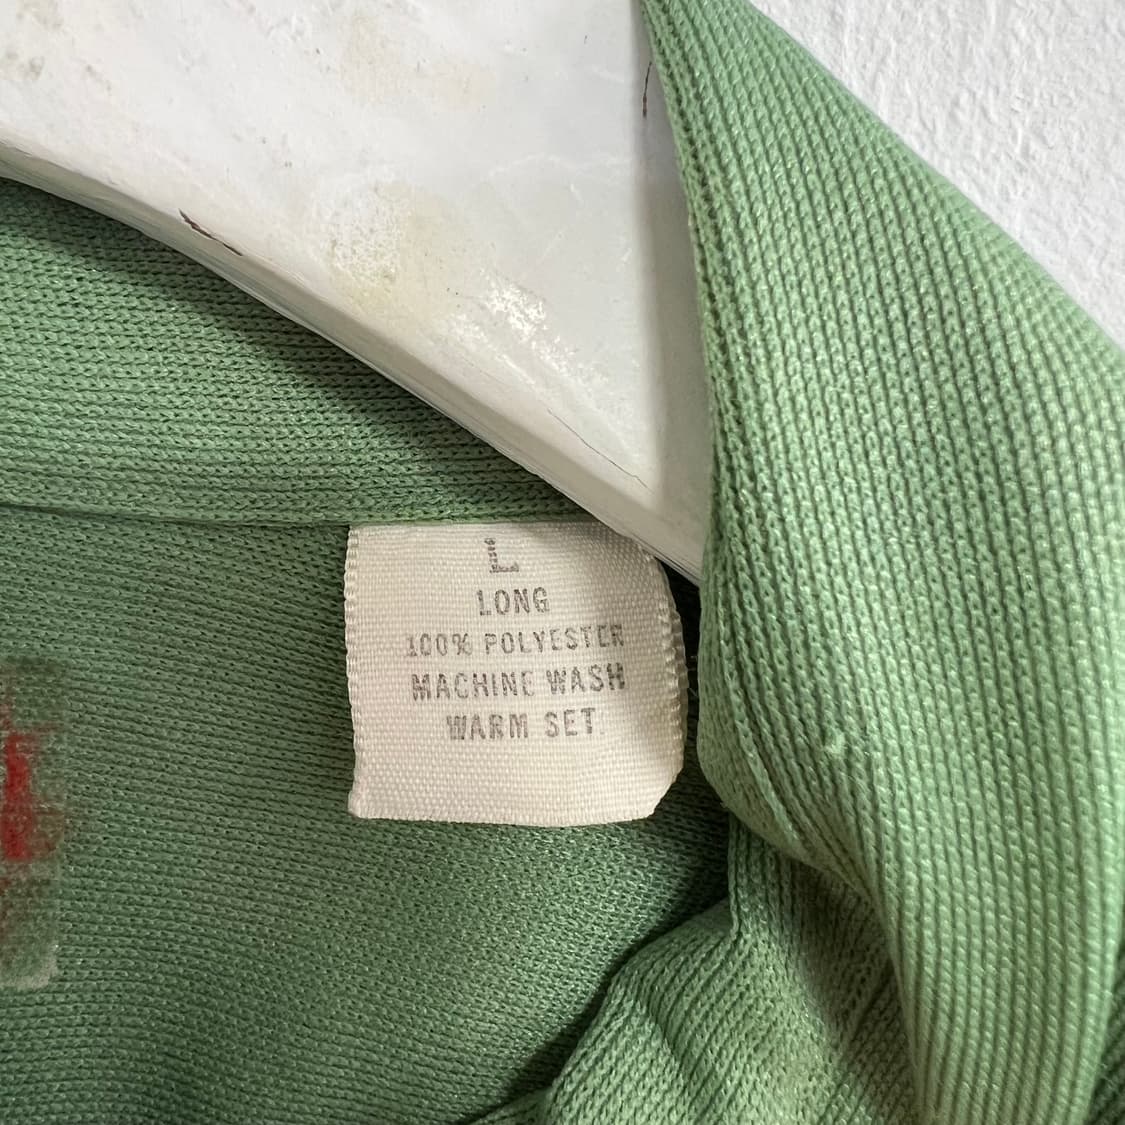 L
LONG
100% POLYESTER
MACHINE WASH
WARM SET.